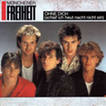 MÜNCHENER
FREIHEIT
OHNE DICH
(schlaf ich heut nacht nicht ein)